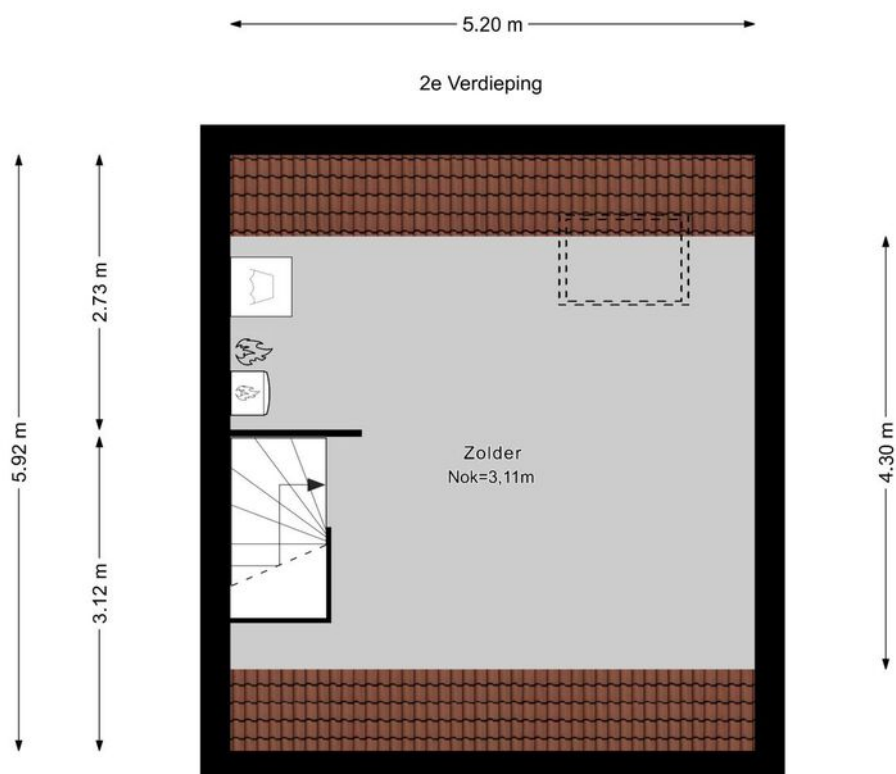 5.20 m
2e Verdieping
2.73 m
5.92 m
3.12 m
4.30 m
Zolder
Nok=3,11m